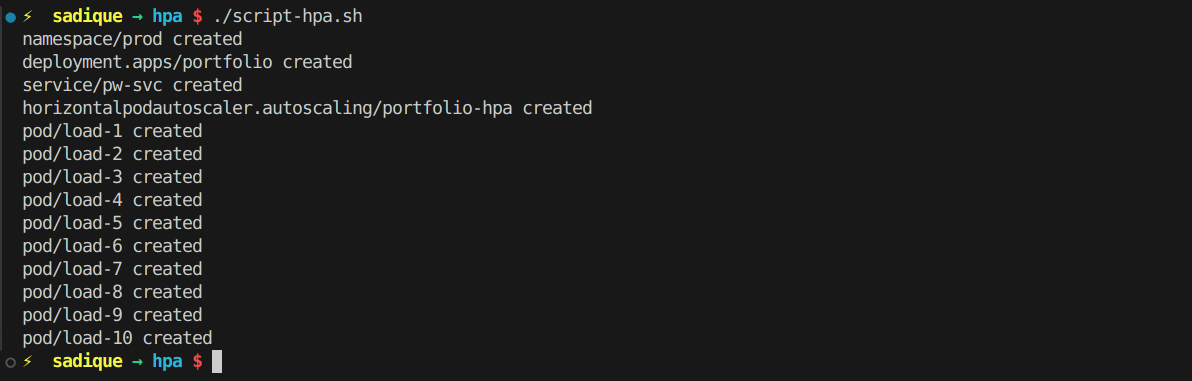 ⚡ sadique → hpa $ ./script-hpa.sh
namespace/prod created
deployment.apps/portfolio created
service/pw-svc created
horizontalpodautoscaler.autoscaling/portfolio-hpa created
pod/load-1 created
pod/load-2 created
pod/load-3 created
pod/load-4 created
pod/load-5 created
pod/load-6 created
pod/load-7 created
pod/load-8 created
pod/load-9 created
pod/load-10 created
⚡ sadique → hpa $